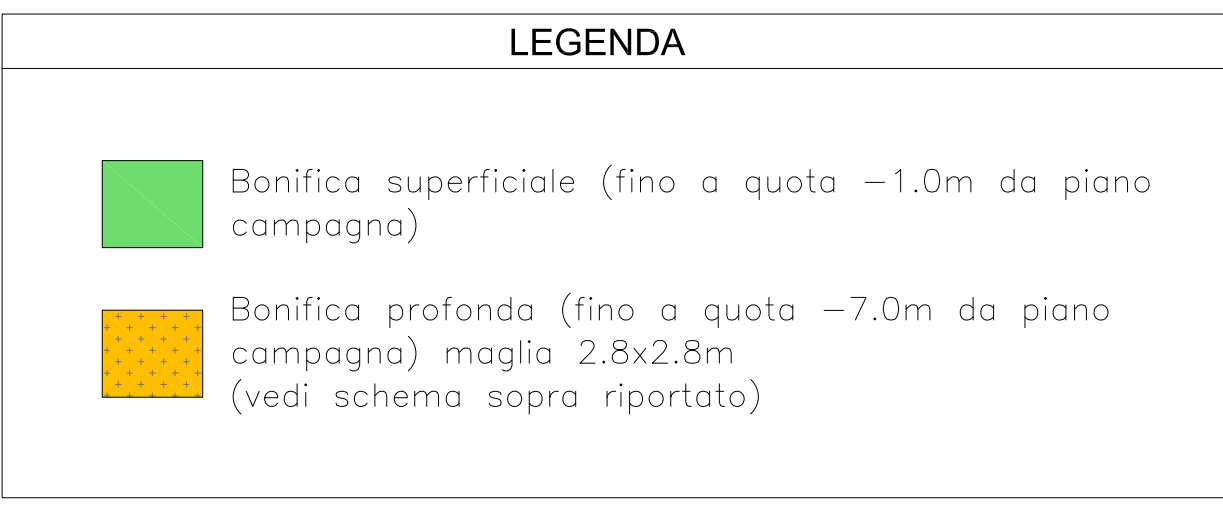 LEGENDA
Bonifica superficiale (fino a quota −1.0m da piano
campagna)
Bonifica profonda (fino a quota −7.0m da piano
campagna) maglia 2.8x2.8m
(vedi schema sopra riportato)